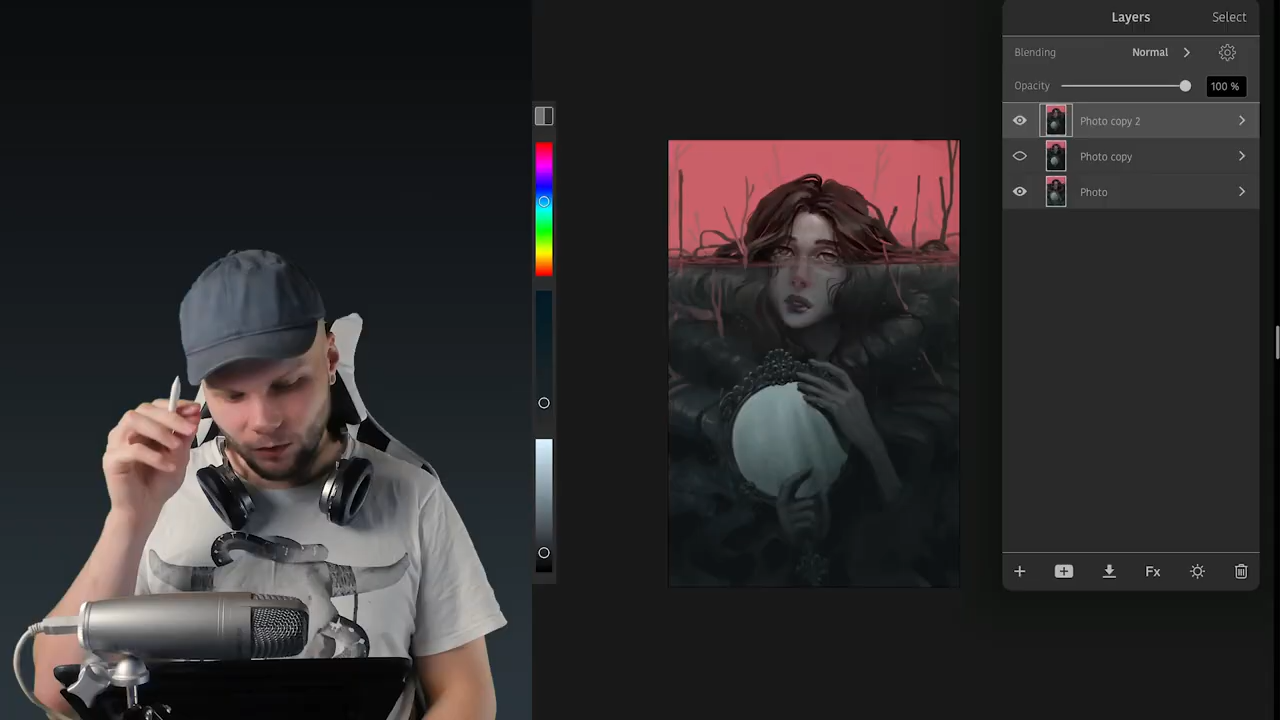 Layers Select
Blending Normal
Opacity 100 %
Photo copy 2
Photo copy
Photo
Fx